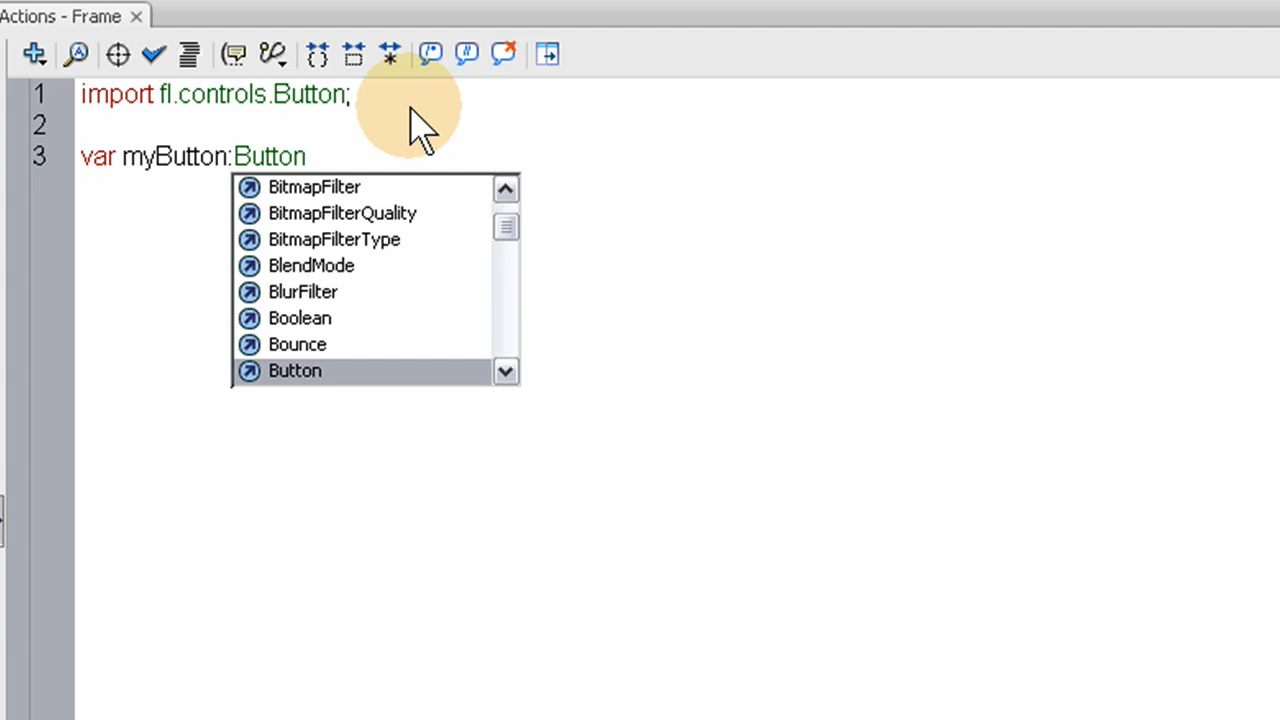 Actions - Frame
1 import fl.controls.Button;
2
3 var myButton:Button
BitmapFilter
BitmapFilterQuality
BitmapFilterType
BlendMode
BlurFilter
Boolean
Bounce
Button